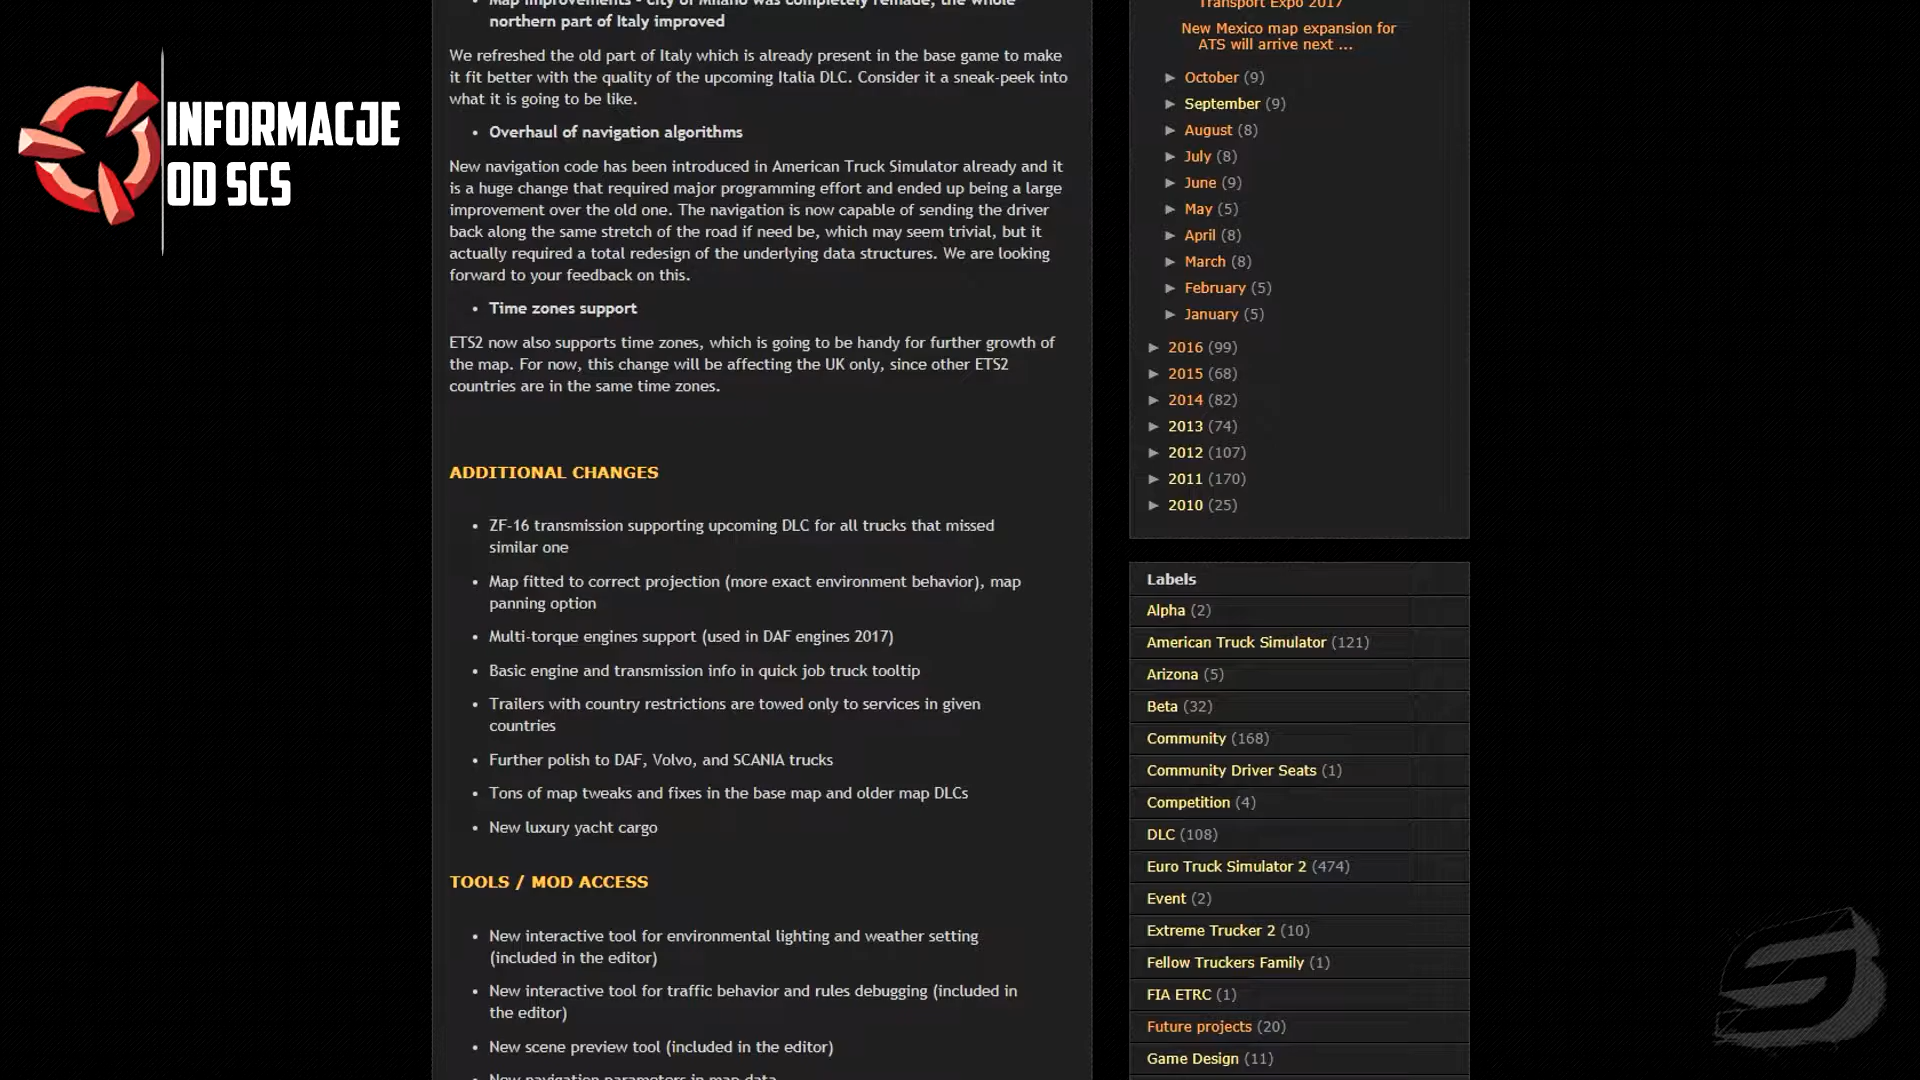 INFORMACJE
OD SCS
Map improvements - city of Milano was completely remade, the whole
northern part of Italy improved
We refreshed the old part of Italy which is already present in the base game to make
it fit better with the quality of the upcoming Italia DLC. Consider it a sneak-peek into
what it is going to be like.
• Overhaul of navigation algorithms
New navigation code has been introduced in American Truck Simulator already and it
is a huge change that required major programming effort and ended up being a large
improvement over the old one. The navigation is now capable of sending the driver
back along the same stretch of the road if need be, which may seem trivial, but it
actually required a total redesign of the underlying data structures. We are looking
forward to your feedback on this.
• Time zones support
ETS2 now also supports time zones, which is going to be handy for further growth of
the map. For now, this change will be affecting the UK only, since other ETS2
countries are in the same time zones.
ADDITIONAL CHANGES
• ZF-16 transmission supporting upcoming DLC for all trucks that missed
similar one
• Map fitted to correct projection (more exact environment behavior), map
panning option
• Multi-torque engines support (used in DAF engines 2017)
• Basic engine and transmission info in quick job truck tooltip
• Trailers with country restrictions are towed only to services in given
countries
• Further polish to DAF, Volvo, and SCANIA trucks
• Tons of map tweaks and fixes in the base map and older map DLCs
• New luxury yacht cargo
TOOLS / MOD ACCESS
• New interactive tool for environmental lighting and weather setting
(included in the editor)
• New interactive tool for traffic behavior and rules debugging (included in
the editor)
• New scene preview tool (included in the editor)
New navigation parameters in map data
Transport Expo 2017
New Mexico map expansion for
ATS will arrive next ...
► October (9)
► September (9)
► August (8)
► July (8)
► June (9)
► May (5)
► April (8)
► March (8)
► February (5)
► January (5)
► 2016 (99)
► 2015 (68)
► 2014 (82)
► 2013 (74)
► 2012 (107)
► 2011 (170)
► 2010 (25)
Labels
Alpha (2)
American Truck Simulator (121)
Arizona (5)
Beta (32)
Community (168)
Community Driver Seats (1)
Competition (4)
DLC (108)
Euro Truck Simulator 2 (474)
Event (2)
Extreme Trucker 2 (10)
Fellow Truckers Family (1)
FIA ETRC (1)
Future projects (20)
Game Design (11)